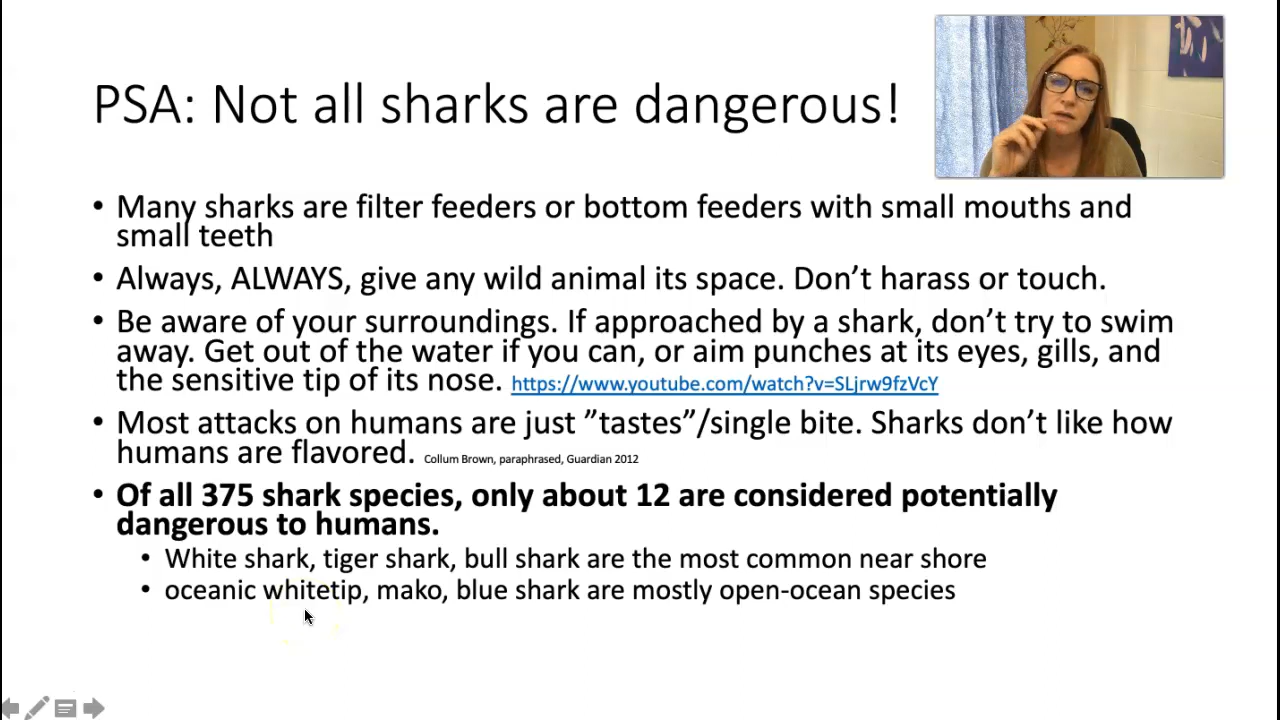 PSA: Not all sharks are dangerous!
• Many sharks are filter feeders or bottom feeders with small mouths and
small teeth
• Always, ALWAYS, give any wild animal its space. Don’t harass or touch.
• Be aware of your surroundings. If approached by a shark, don’t try to swim
away. Get out of the water if you can, or aim punches at its eyes, gills, and
the sensitive tip of its nose. https://www.youtube.com/watch?v=SLjrw9fzVcY
• Most attacks on humans are just ”tastes”/single bite. Sharks don’t like how
humans are flavored. Collum Brown, paraphrased, Guardian 2012
• Of all 375 shark species, only about 12 are considered potentially
dangerous to humans.
• White shark, tiger shark, bull shark are the most common near shore
• oceanic whitetip, mako, blue shark are mostly open-ocean species